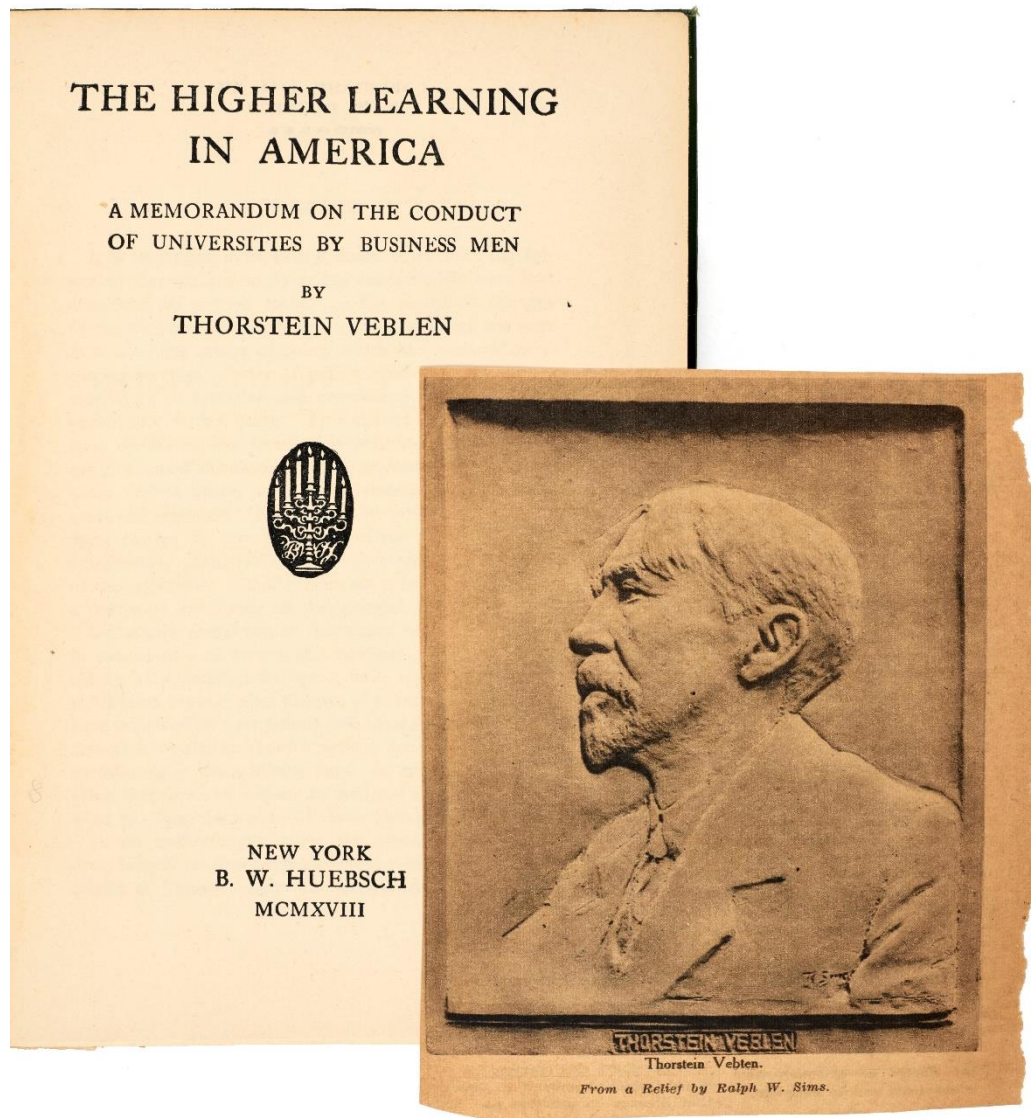 THE HIGHER LEARNING
IN AMERICA
A MEMORANDUM ON THE CONDUCT
OF UNIVERSITIES BY BUSINESS MEN
BY
THORSTEIN VEBLEN
NEW YORK
B. W. HUEBSCH
MCMXVIII
THORSTEIN VEBLEN
Thorstein Vebten.
From a Relief by Ralph W. Sims.